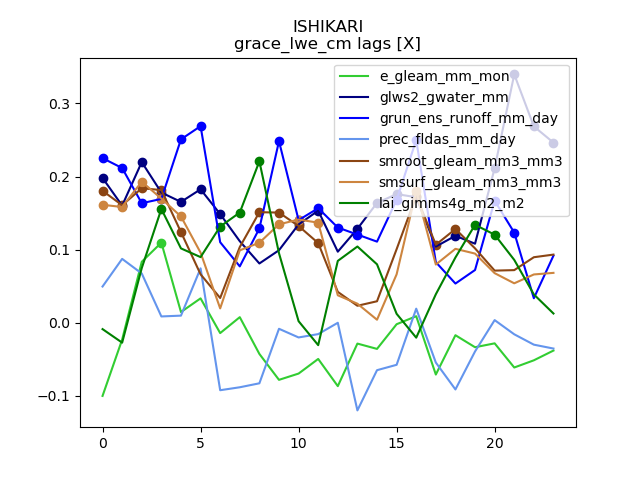 ISHIKARI
grace_lwe_cm lags [X]
e_gleam_mm_mon
glws2_gwater_mm
grun_ens_runoff_mm_day
prec_fldas_mm_day
smroot_gleam_mm3_mm3
smsurf_gleam_mm3_mm3
lai_gimms4g_m2_m2
0.3
0.2
0.1
0.0
−0.1
0
5
10
15
20